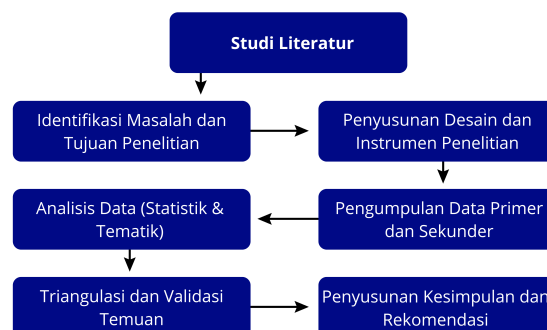 Studi Literatur
Identifikasi Masalah dan
Tujuan Penelitian
Penyusunan Desain dan
Instrumen Penelitian
Pengumpulan Data Primer
dan Sekunder
Analisis Data (Statistik &
Tematik)
Triangulasi dan Validasi
Temuan
Penyusunan Kesimpulan dan
Rekomendasi